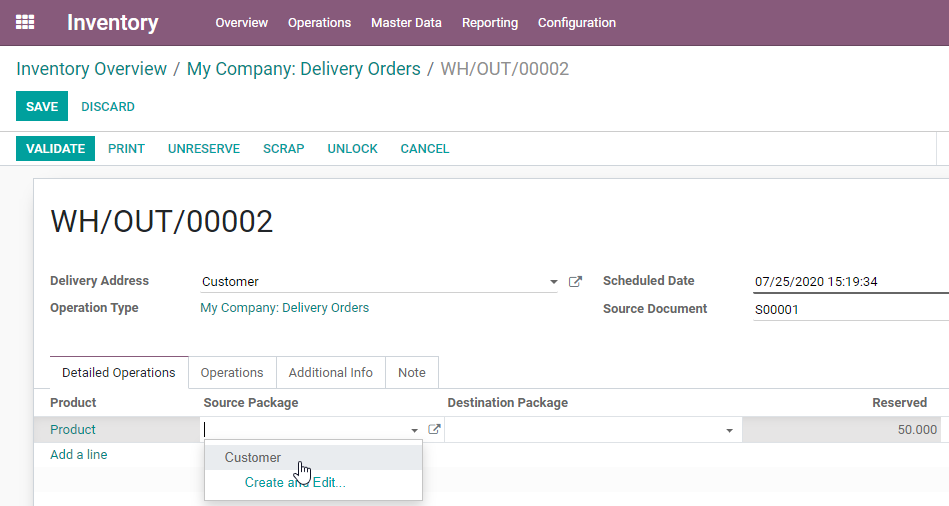 Inventory Overview Operations Master Data Reporting Configuration
Inventory Overview / My Company: Delivery Orders / WH/OUT/00002
SAVE DISCARD
VALIDATE PRINT UNRESERVE SCRAP UNLOCK CANCEL
WH/OUT/00002
Delivery Address Customer Scheduled Date 07/25/2020 15:19:34
Operation Type My Company: Delivery Orders Source Document S00001
Detailed Operations Operations Additional Info Note
Product Source Package Destination Package Reserved
Product 50.000
Add a line
Customer
Create and Edit...